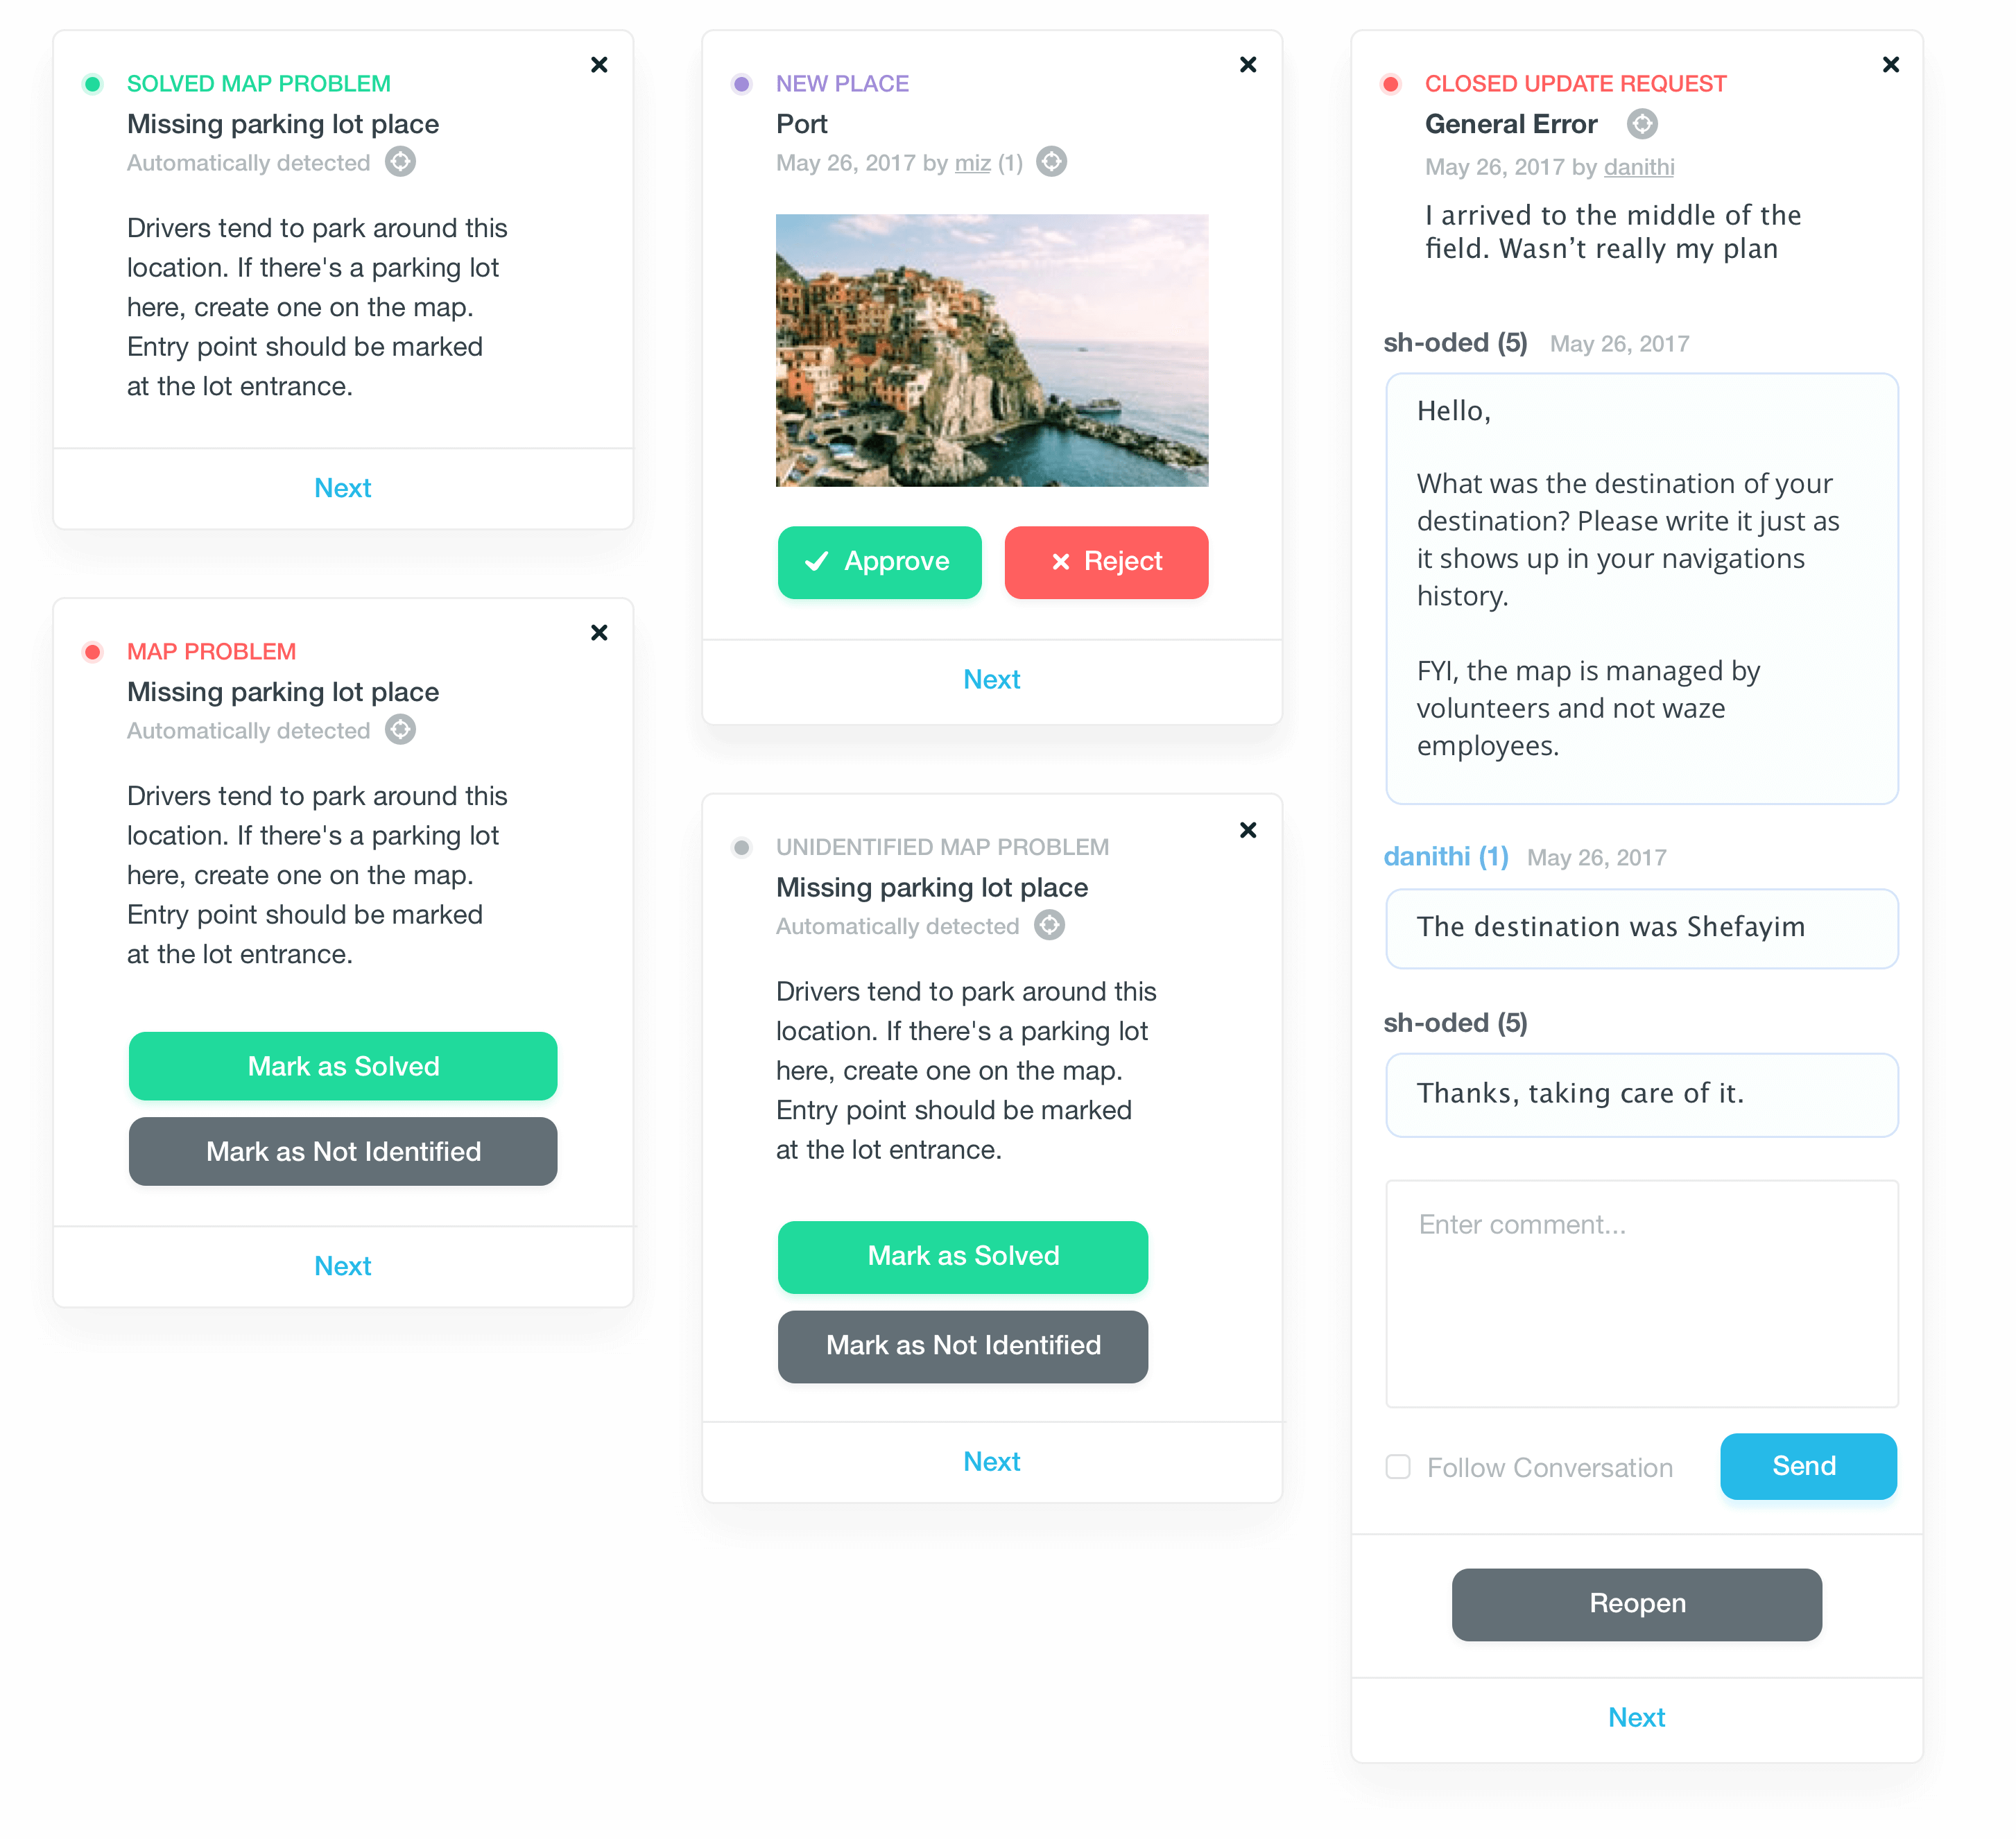 SOLVED MAP PROBLEM
Missing parking lot place
Automatically detected
Drivers tend to park around this
location. If there's a parking lot
here, create one on the map.
Entry point should be marked
at the lot entrance.
Next
MAP PROBLEM
Missing parking lot place
Automatically detected
Drivers tend to park around this
location. If there's a parking lot
here, create one on the map.
Entry point should be marked
at the lot entrance.
Mark as Solved
Mark as Not Identified
Next
NEW PLACE
Port
May 26, 2017 by miz (1)
Approve
Reject
Next
UNIDENTIFIED MAP PROBLEM
Missing parking lot place
Automatically detected
Drivers tend to park around this
location. If there's a parking lot
here, create one on the map.
Entry point should be marked
at the lot entrance.
Mark as Solved
Mark as Not Identified
Next
CLOSED UPDATE REQUEST
General Error
May 26, 2017 by danithi
I arrived to the middle of the
field. Wasn’t really my plan
sh-oded (5) May 26, 2017
Hello,
What was the destination of your
destination? Please write it just as
it shows up in your navigations
history.
FYI, the map is managed by
volunteers and not waze
employees.
danithi (1) May 26, 2017
The destination was Shefayim
sh-oded (5)
Thanks, taking care of it.
Enter comment...
Follow Conversation
Send
Reopen
Next